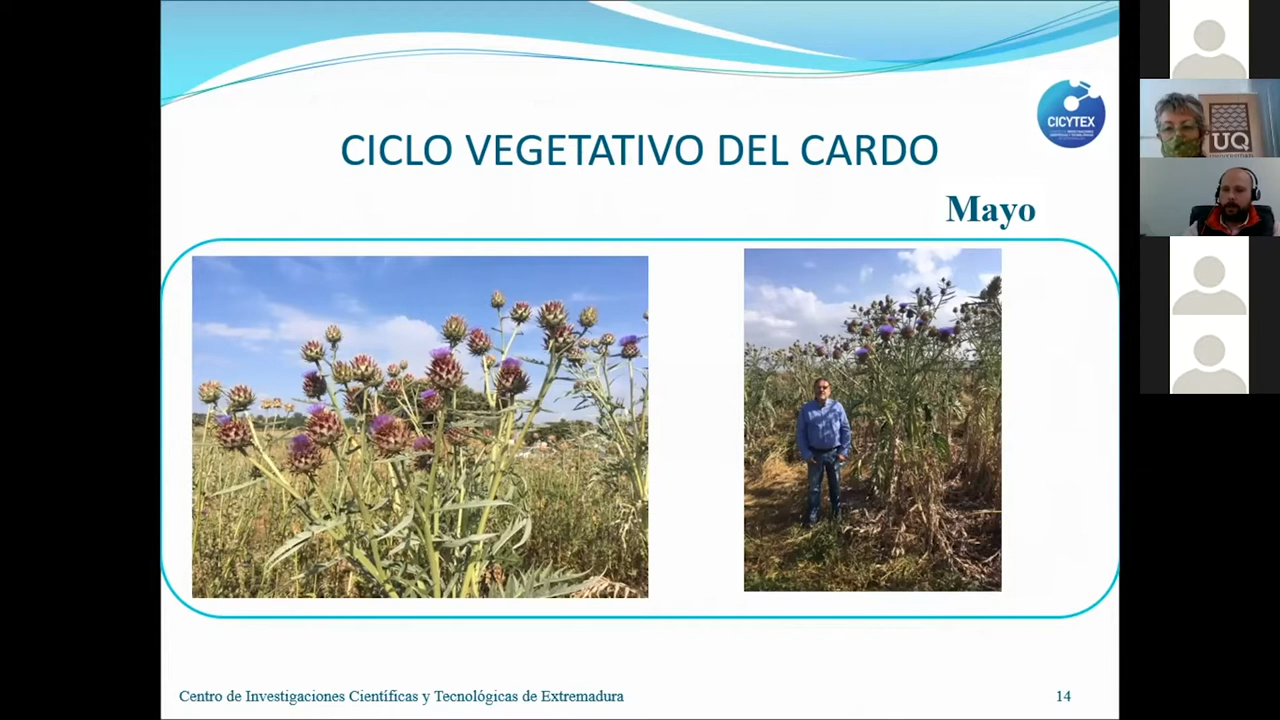 CICYTEX
CICLO VEGETATIVO DEL CARDO
Mayo
UQ
Centro de Investigaciones Científicas y Tecnológicas de Extremadura
14